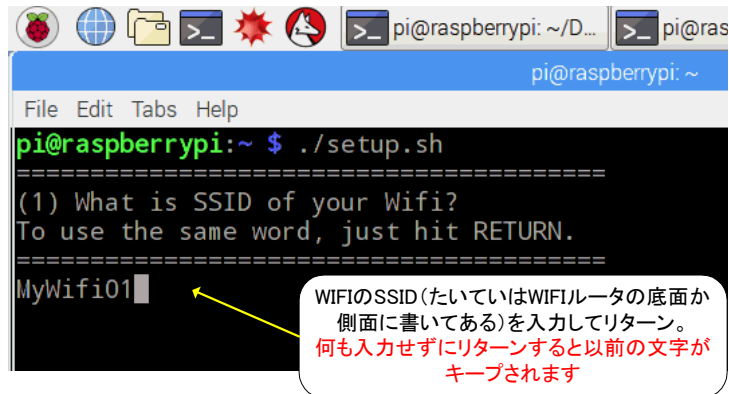 pi@raspberrypi: ~/D...
pi@ras
pi@raspberrypi: ~
File Edit Tabs Help
pi@raspberrypi:~ $ ./setup.sh
========================================
(1) What is SSID of your Wifi?
To use the same word, just hit RETURN.
========================================
MyWifi01
WIFIのSSID(たいていはWIFIルータの底面か
側面に書いてある)を入力してリターン。
何も入力せずにリターンすると以前の文字が
キープされます